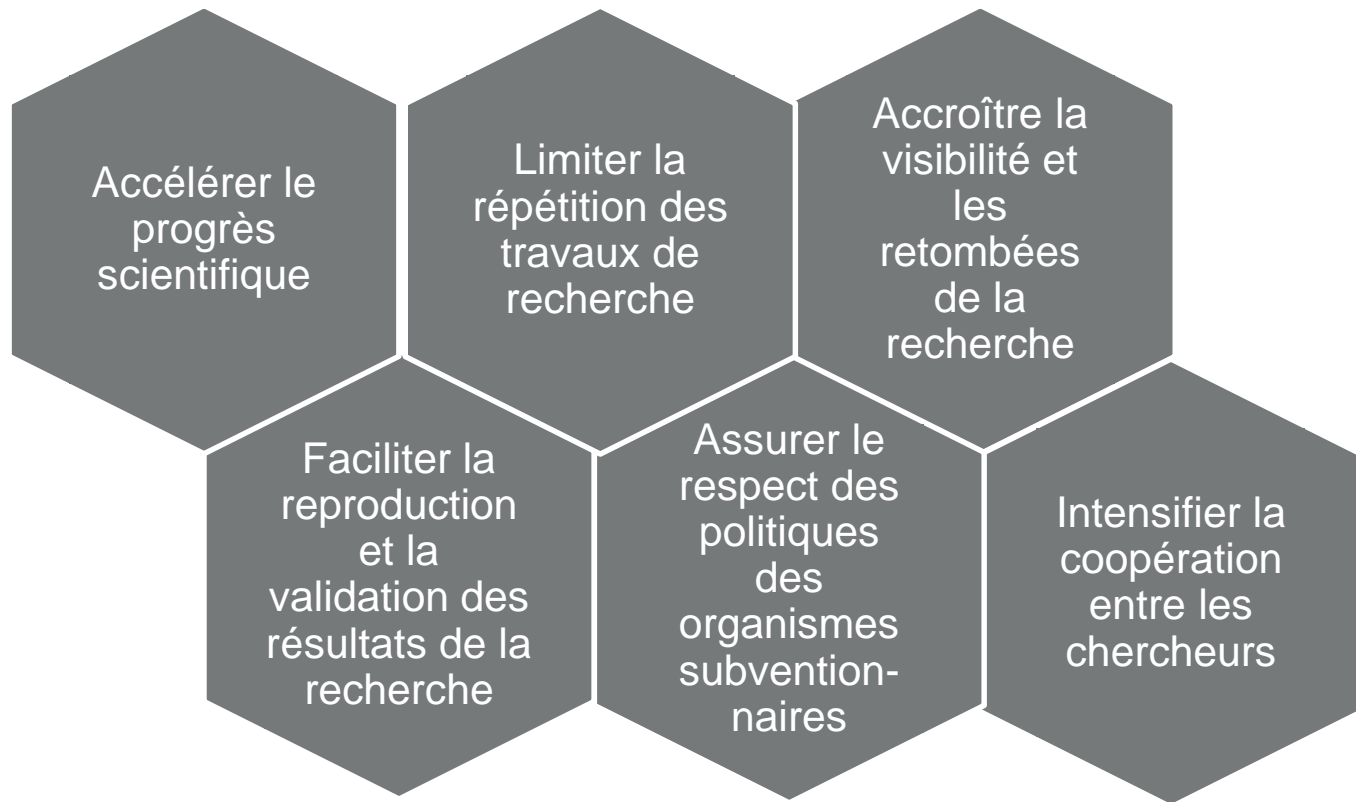 Accélérer le
progrès
scientifique
Limiter la
répétition des
travaux de
recherche
Accroître la
visibilité et
les
retombées
de la
recherche
Faciliter la
reproduction
et la
validation des
résultats de la
recherche
Assurer le
respect des
politiques
des
organismes
subvention-
naires
Intensifier la
coopération
entre les
chercheurs